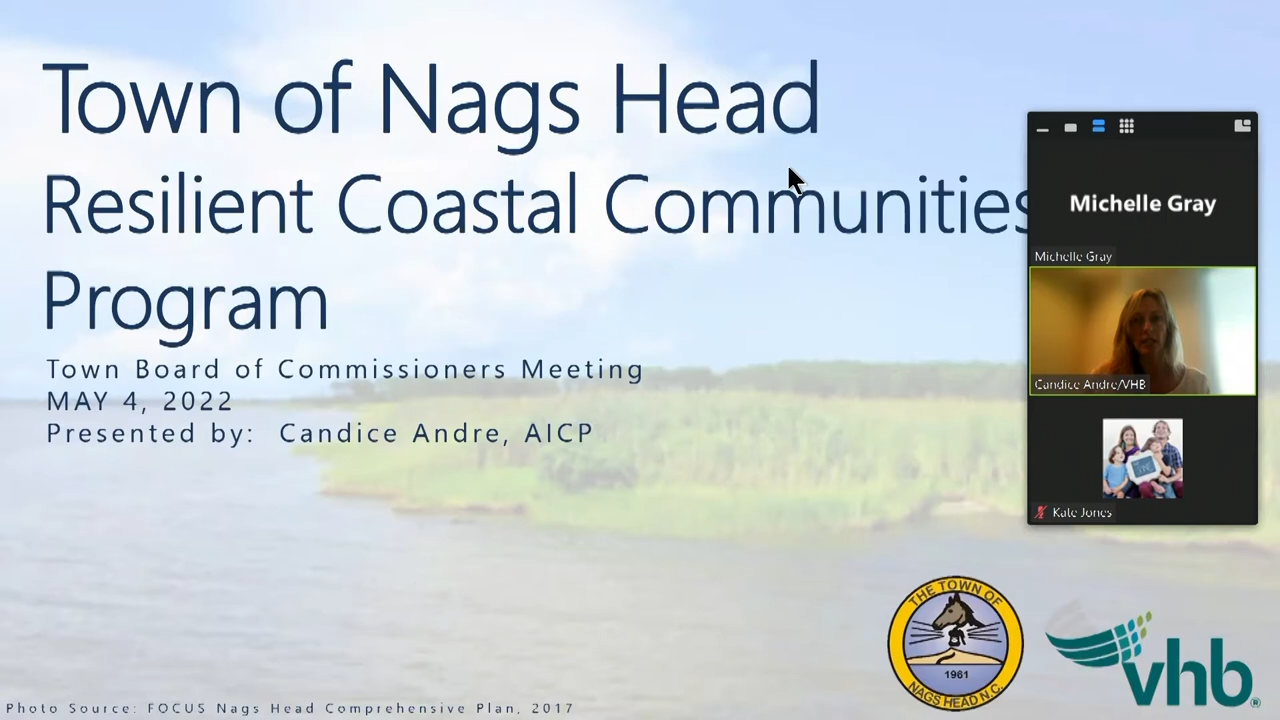 Town of Nags Head
Resilient Coastal Communities
Program
Town Board of Commissioners Meeting
MAY 4, 2022
Presented by: Candice Andre, AICP
Michelle Gray
Michelle Gray
Candice Andre/VHB
Kate Jones
THE TOWN OF
1961
NAGS HEAD N.C.
vhb®
Photo Source: FOCUS Nags Head Comprehensive Plan, 2017